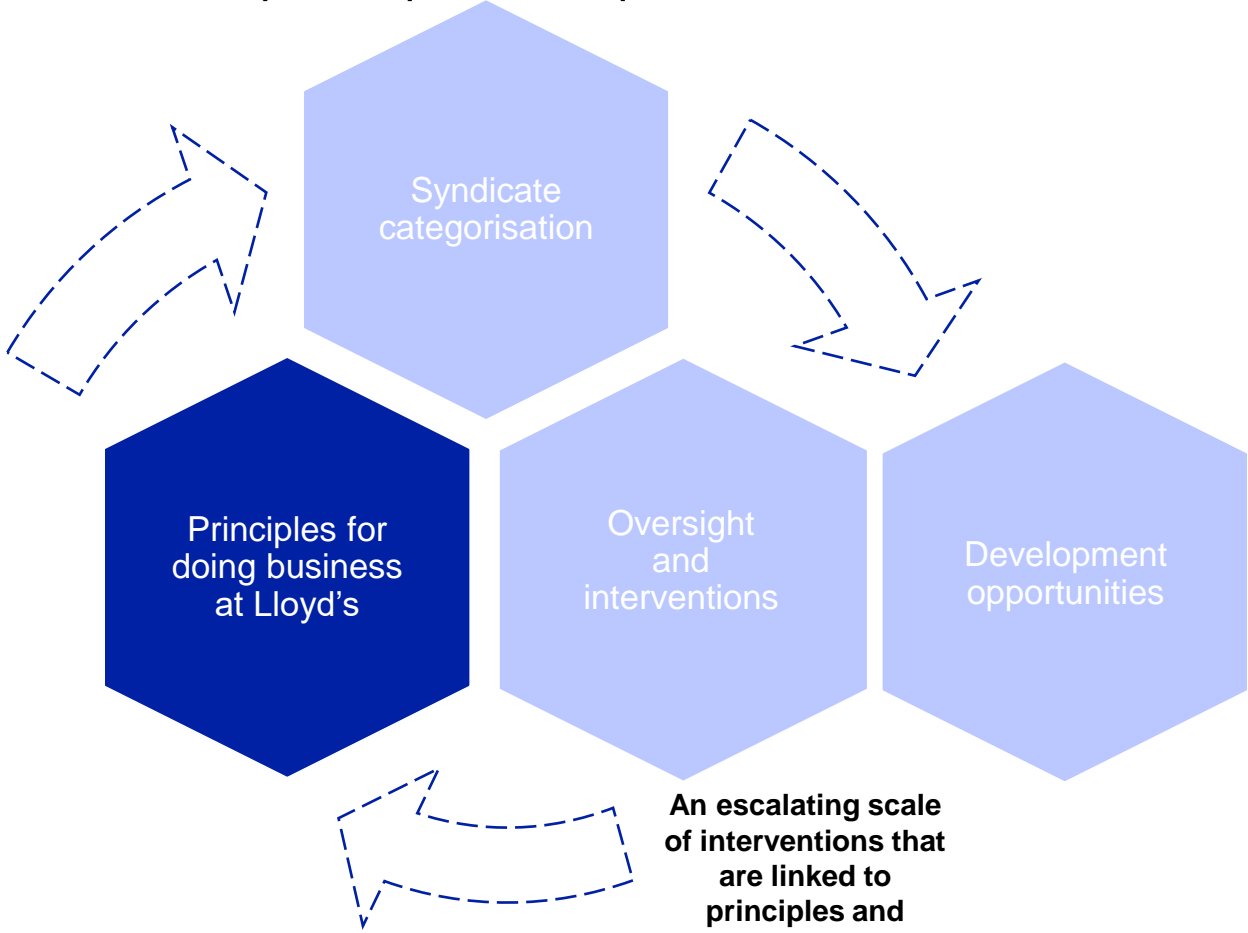 Syndicate
categorisation
Principles for
doing business
at Lloyd's
Oversight
and
interventions
Development
opportunities
An escalating scale
of interventions that
are linked to
principles and